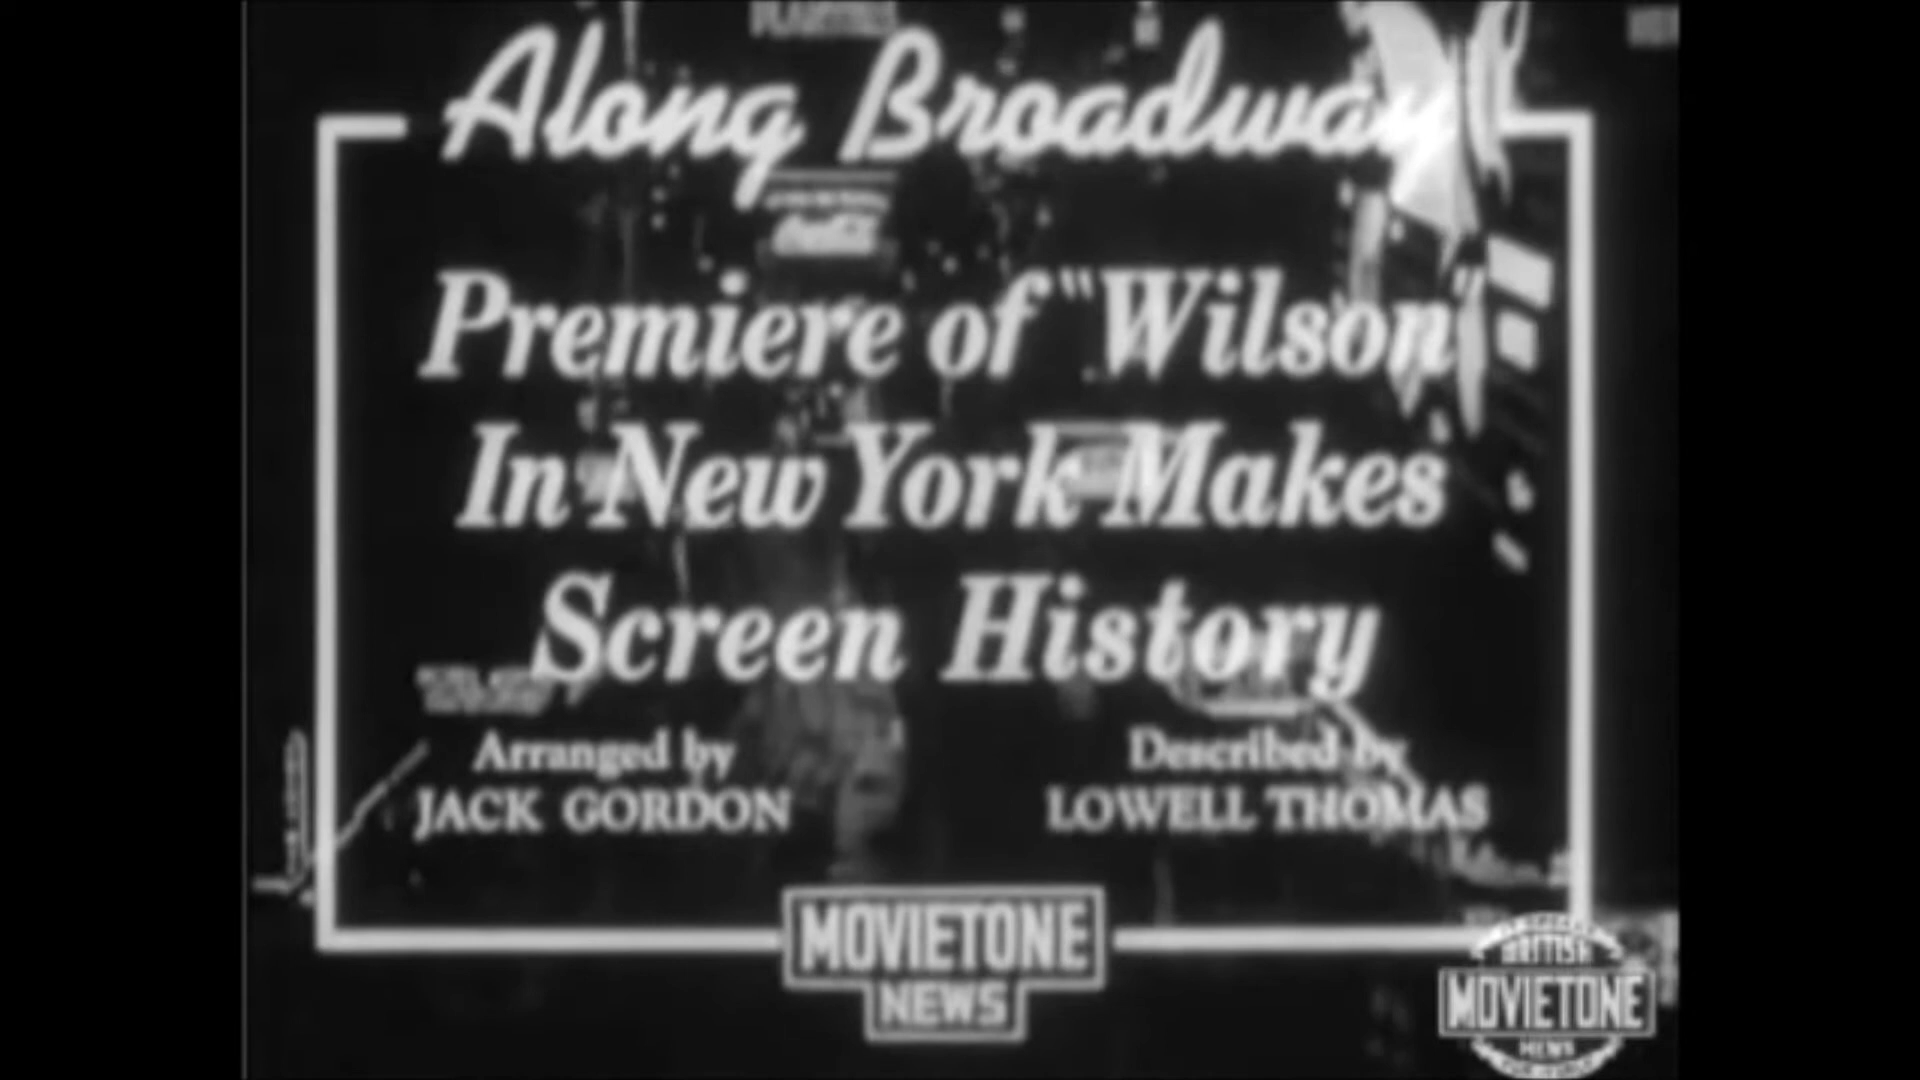 Along Broadway
Premiere of "Wilson"
In New York Makes
Screen History
Arranged by
JACK GORDON
Described by
LOWELL THOMAS
MOVIETONE
NEWS
BRITISH
MOVIETONE
NEWS